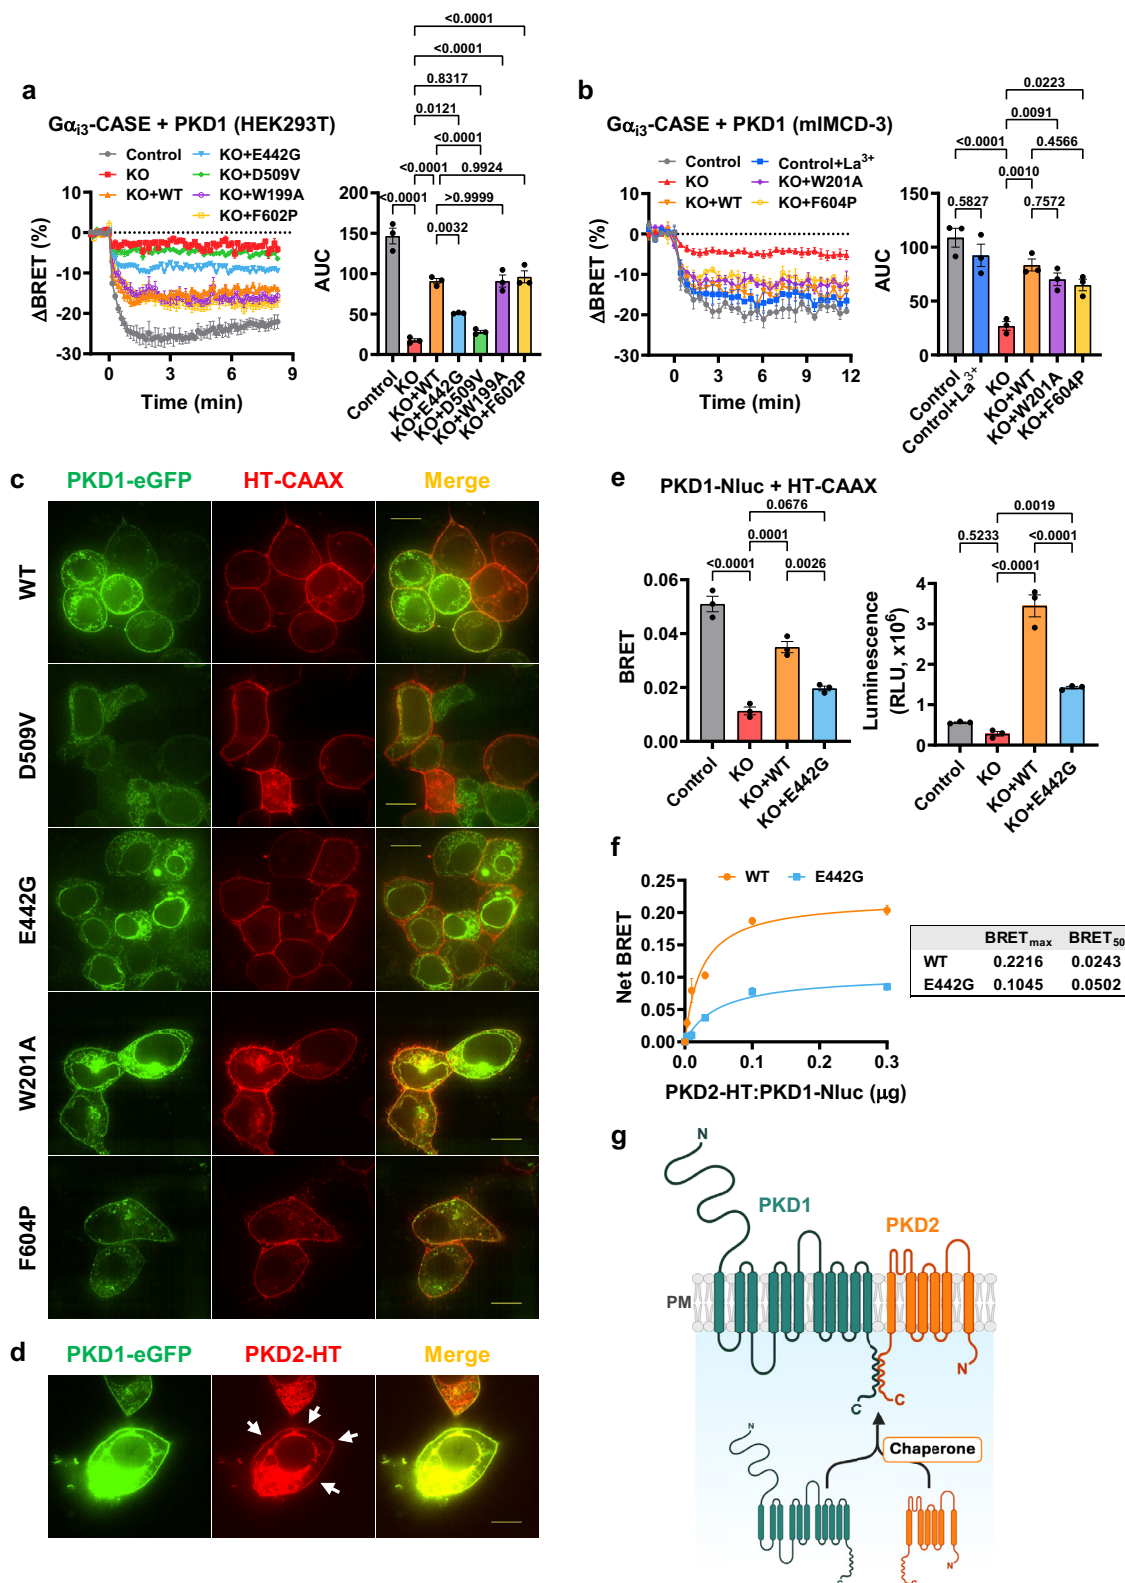 a
<0.0001
<0.0001
0.8317
0.0121
<0.0001
<0.0001
0.9924
<0.0001
>0.9999
0.0032
Gαi3-CASE + PKD1 (HEK293T)
Control
KO
KO+WT
KO+E442G
KO+D509V
KO+W199A
KO+F602P
ΔBRET (%)
10
0
-10
-20
-30
0
3
6
9
Time (min)
AUC
200
150
100
50
0
Control
KO
KO+WT
KO+E442G
KO+D509V
KO+W199A
KO+F602P
b
Gαi3-CASE + PKD1 (mIMCD-3)
Control
KO
KO+WT
Control+La3+
KO+W201A
KO+F604P
ΔBRET (%)
10
0
-10
-20
-30
0
3
6
9
12
Time (min)
0.0223
0.0091
<0.0001
0.4566
0.0010
0.5827
0.7572
AUC
150
100
50
0
Control
Control+La3+
KO
KO+WT
KO+W201A
KO+F604P
c
PKD1-eGFP
HT-CAAX
Merge
WT
D509V
E442G
W201A
F604P
d
PKD1-eGFP
PKD2-HT
Merge
e
PKD1-Nluc + HT-CAAX
0.0676
0.0001
<0.0001
0.0026
BRET
0.06
0.04
0.02
0.00
Control
KO
KO+WT
KO+E442G
0.0019
0.5233
<0.0001
<0.0001
Luminescence
(RLU, x10⁶)
4
3
2
1
0
Control
KO
KO+WT
KO+E442G
f
WT
E442G
Net BRET
0.25
0.20
0.15
0.10
0.05
0.00
0.0
0.1
0.2
0.3
PKD2-HT:PKD1-Nluc (µg)
BRETmax BRET50
WT 0.2216 0.0243
E442G 0.1045 0.0502
g
N
PKD1
PKD2
PM
N
C
C
Chaperone
N
N
C
C